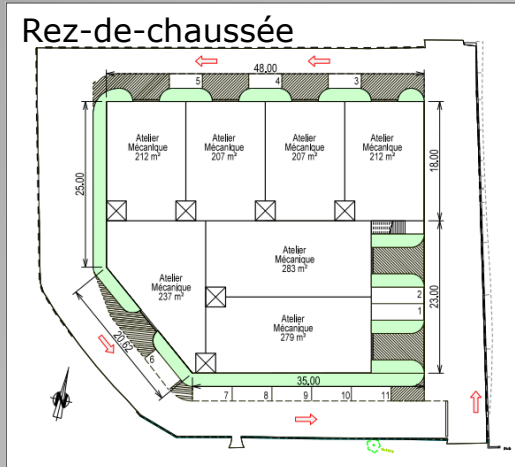 Rez-de-chaussée
48.00
5 4 3
Atelier
Mécanique
212 m²
Atelier
Mécanique
207 m²
Atelier
Mécanique
207 m²
Atelier
Mécanique
212 m²
25.00
18.00
Atelier
Mécanique
283 m²
Atelier
Mécanique
237 m²
2
1
23.00
Atelier
Mécanique
279 m²
20.62
6
35.00
7 8 9 10 11
N